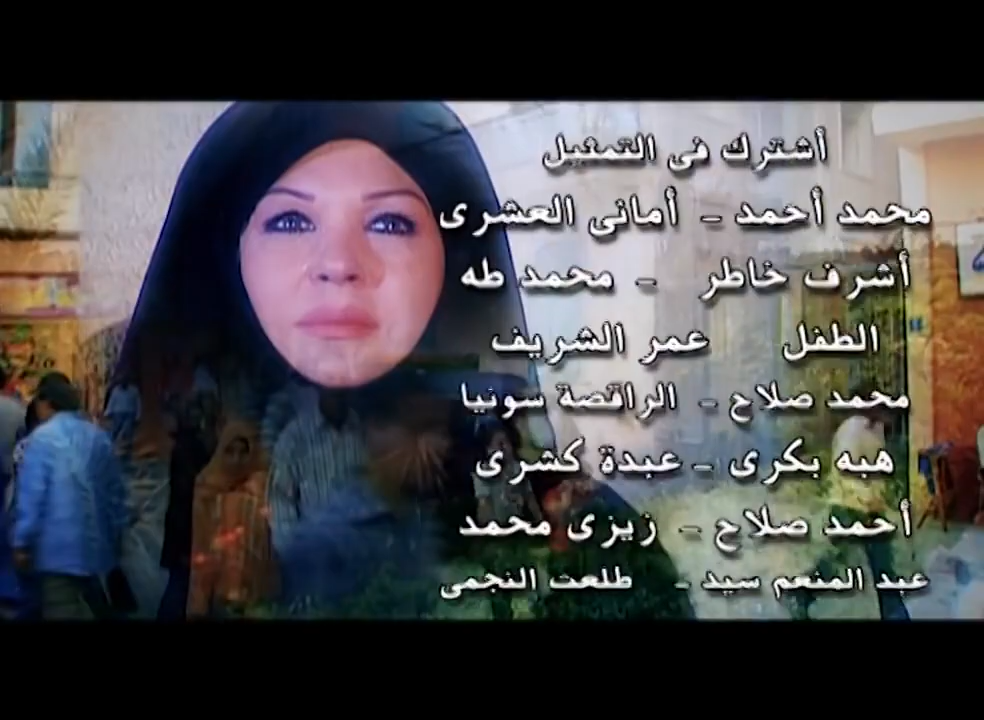 أشترك فى التمثيل
محمد أحمد - أمانى العشرى
أشرف خاطر - محمد طه
الطفل عمر الشريف
محمد صلاح - الراقصة سونيا
هبه بكرى - عبدة كشرى
أحمد صلاح - زيزى محمد
عبد المنعم سيد - طلعت النجمى